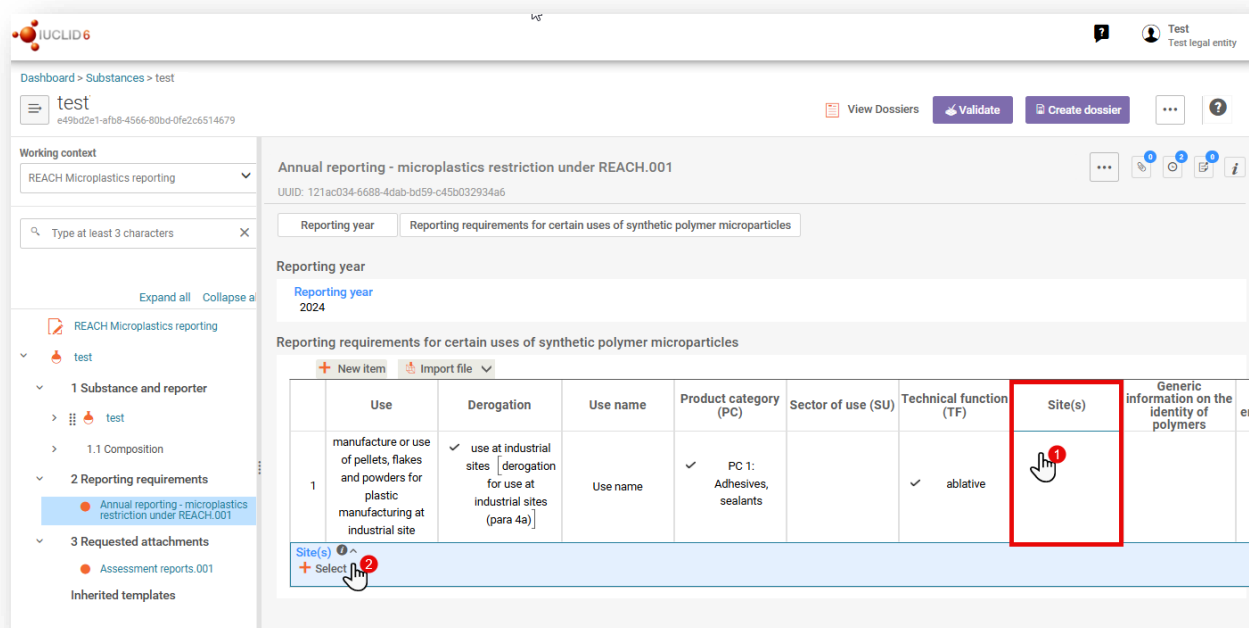 IUCLID 6
Test
Test legal entity
Dashboard > Substances > test
test
e49bd2e1-afb8-4566-80bd-0fe2c6514679
View Dossiers
Validate
Create dossier
Working context
REACH Microplastics reporting
Type at least 3 characters
Expand all Collapse al
REACH Microplastics reporting
test
1 Substance and reporter
test
1.1 Composition
2 Reporting requirements
Annual reporting - microplastics
restriction under REACH.001
3 Requested attachments
Assessment reports.001
Inherited templates
Annual reporting - microplastics restriction under REACH.001
0 2 0
UUID: 121ac034-6688-4dab-bd59-c45b032934a6
Reporting year
Reporting requirements for certain uses of synthetic polymer microparticles
Reporting year
Reporting year
2024
Reporting requirements for certain uses of synthetic polymer microparticles
+ New item
Import file
Use
Derogation
Use name
Product category
(PC)
Sector of use (SU)
Technical function
(TF)
Site(s)
Generic
information on the
identity of
polymers
1
manufacture or use
of pellets, flakes
and powders for
plastic
manufacturing at
industrial site
use at industrial
sites [derogation
for use at
industrial sites
(para 4a)]
Use name
PC 1:
Adhesives,
sealants
ablative
1
Site(s)
+ Select
2